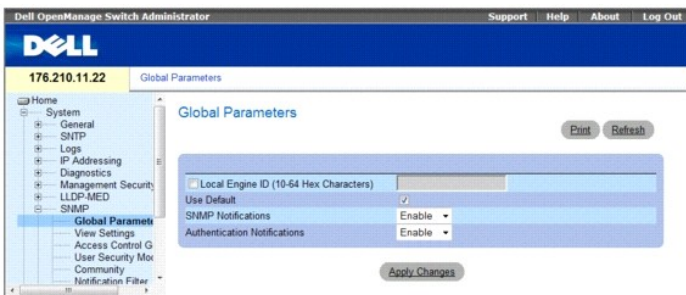 Dell OpenManage Switch Administrator
Support Help About Log Out
DELL
176.210.11.22
Global Parameters
Home
System
General
SNTP
Logs
IP Addressing
Diagnostics
Management Security
LLDP-MED
SNMP
Global Paramete
View Settings
Access Control G
User Security Mod
Community
Notification Filter
Global Parameters
Print Refresh
Local Engine ID (10-64 Hex Characters)
Use Default
SNMP Notifications Enable
Authentication Notifications Enable
Apply Changes